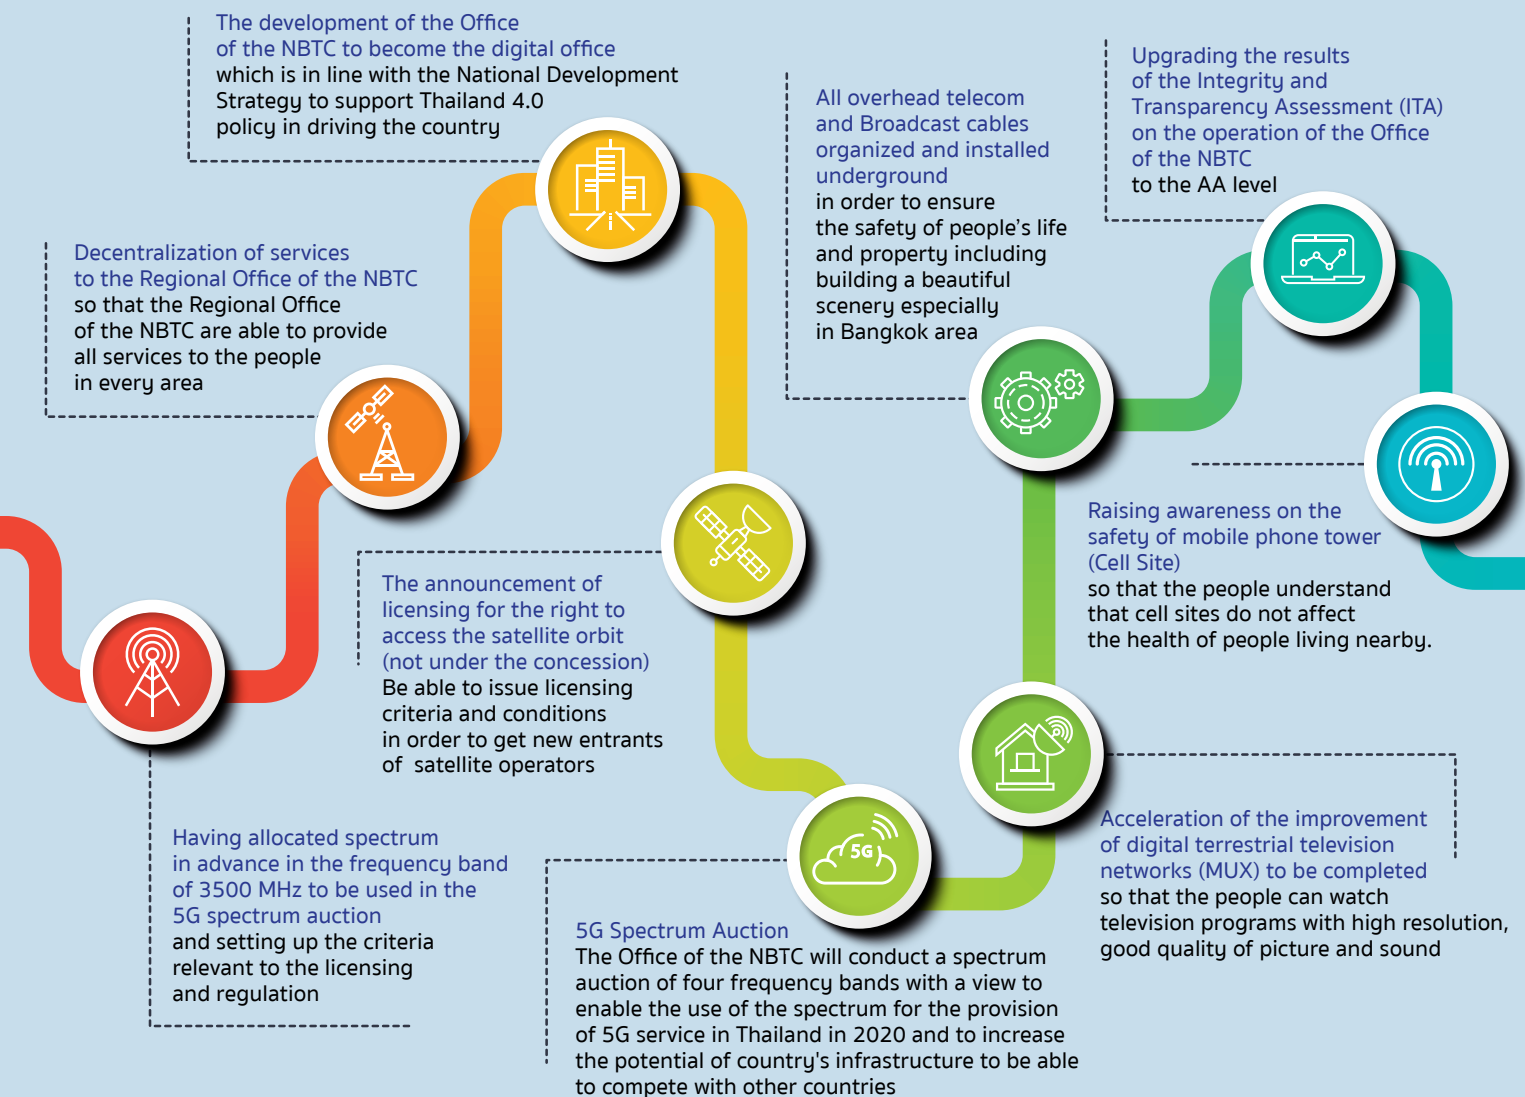 The development of the Office
of the NBTC to become the digital office
which is in line with the National Development
Strategy to support Thailand 4.0
policy in driving the country
Upgrading the results
of the Integrity and
Transparency Assessment (ITA)
on the operation of the Office
of the NBTC
to the AA level
All overhead telecom
and Broadcast cables
organized and installed
underground
in order to ensure
the safety of people's life
and property including
building a beautiful
scenery especially
in Bangkok area
Decentralization of services
to the Regional Office of the NBTC
so that the Regional Office
of the NBTC are able to provide
all services to the people
in every area
Raising awareness on the
safety of mobile phone tower
(Cell Site)
so that the people understand
that cell sites do not affect
the health of people living nearby.
The announcement of
licensing for the right to
access the satellite orbit
(not under the concession)
Be able to issue licensing
criteria and conditions
in order to get new entrants
of satellite operators
Having allocated spectrum
in advance in the frequency band
of 3500 MHz to be used in the
5G spectrum auction
and setting up the criteria
relevant to the licensing
and regulation
5G
5G Spectrum Auction
The Office of the NBTC will conduct a spectrum
auction of four frequency bands with a view to
enable the use of the spectrum for the provision
of 5G service in Thailand in 2020 and to increase
the potential of country's infrastructure to be able
to compete with other countries
Acceleration of the improvement
of digital terrestrial television
networks (MUX) to be completed
so that the people can watch
television programs with high resolution,
good quality of picture and sound